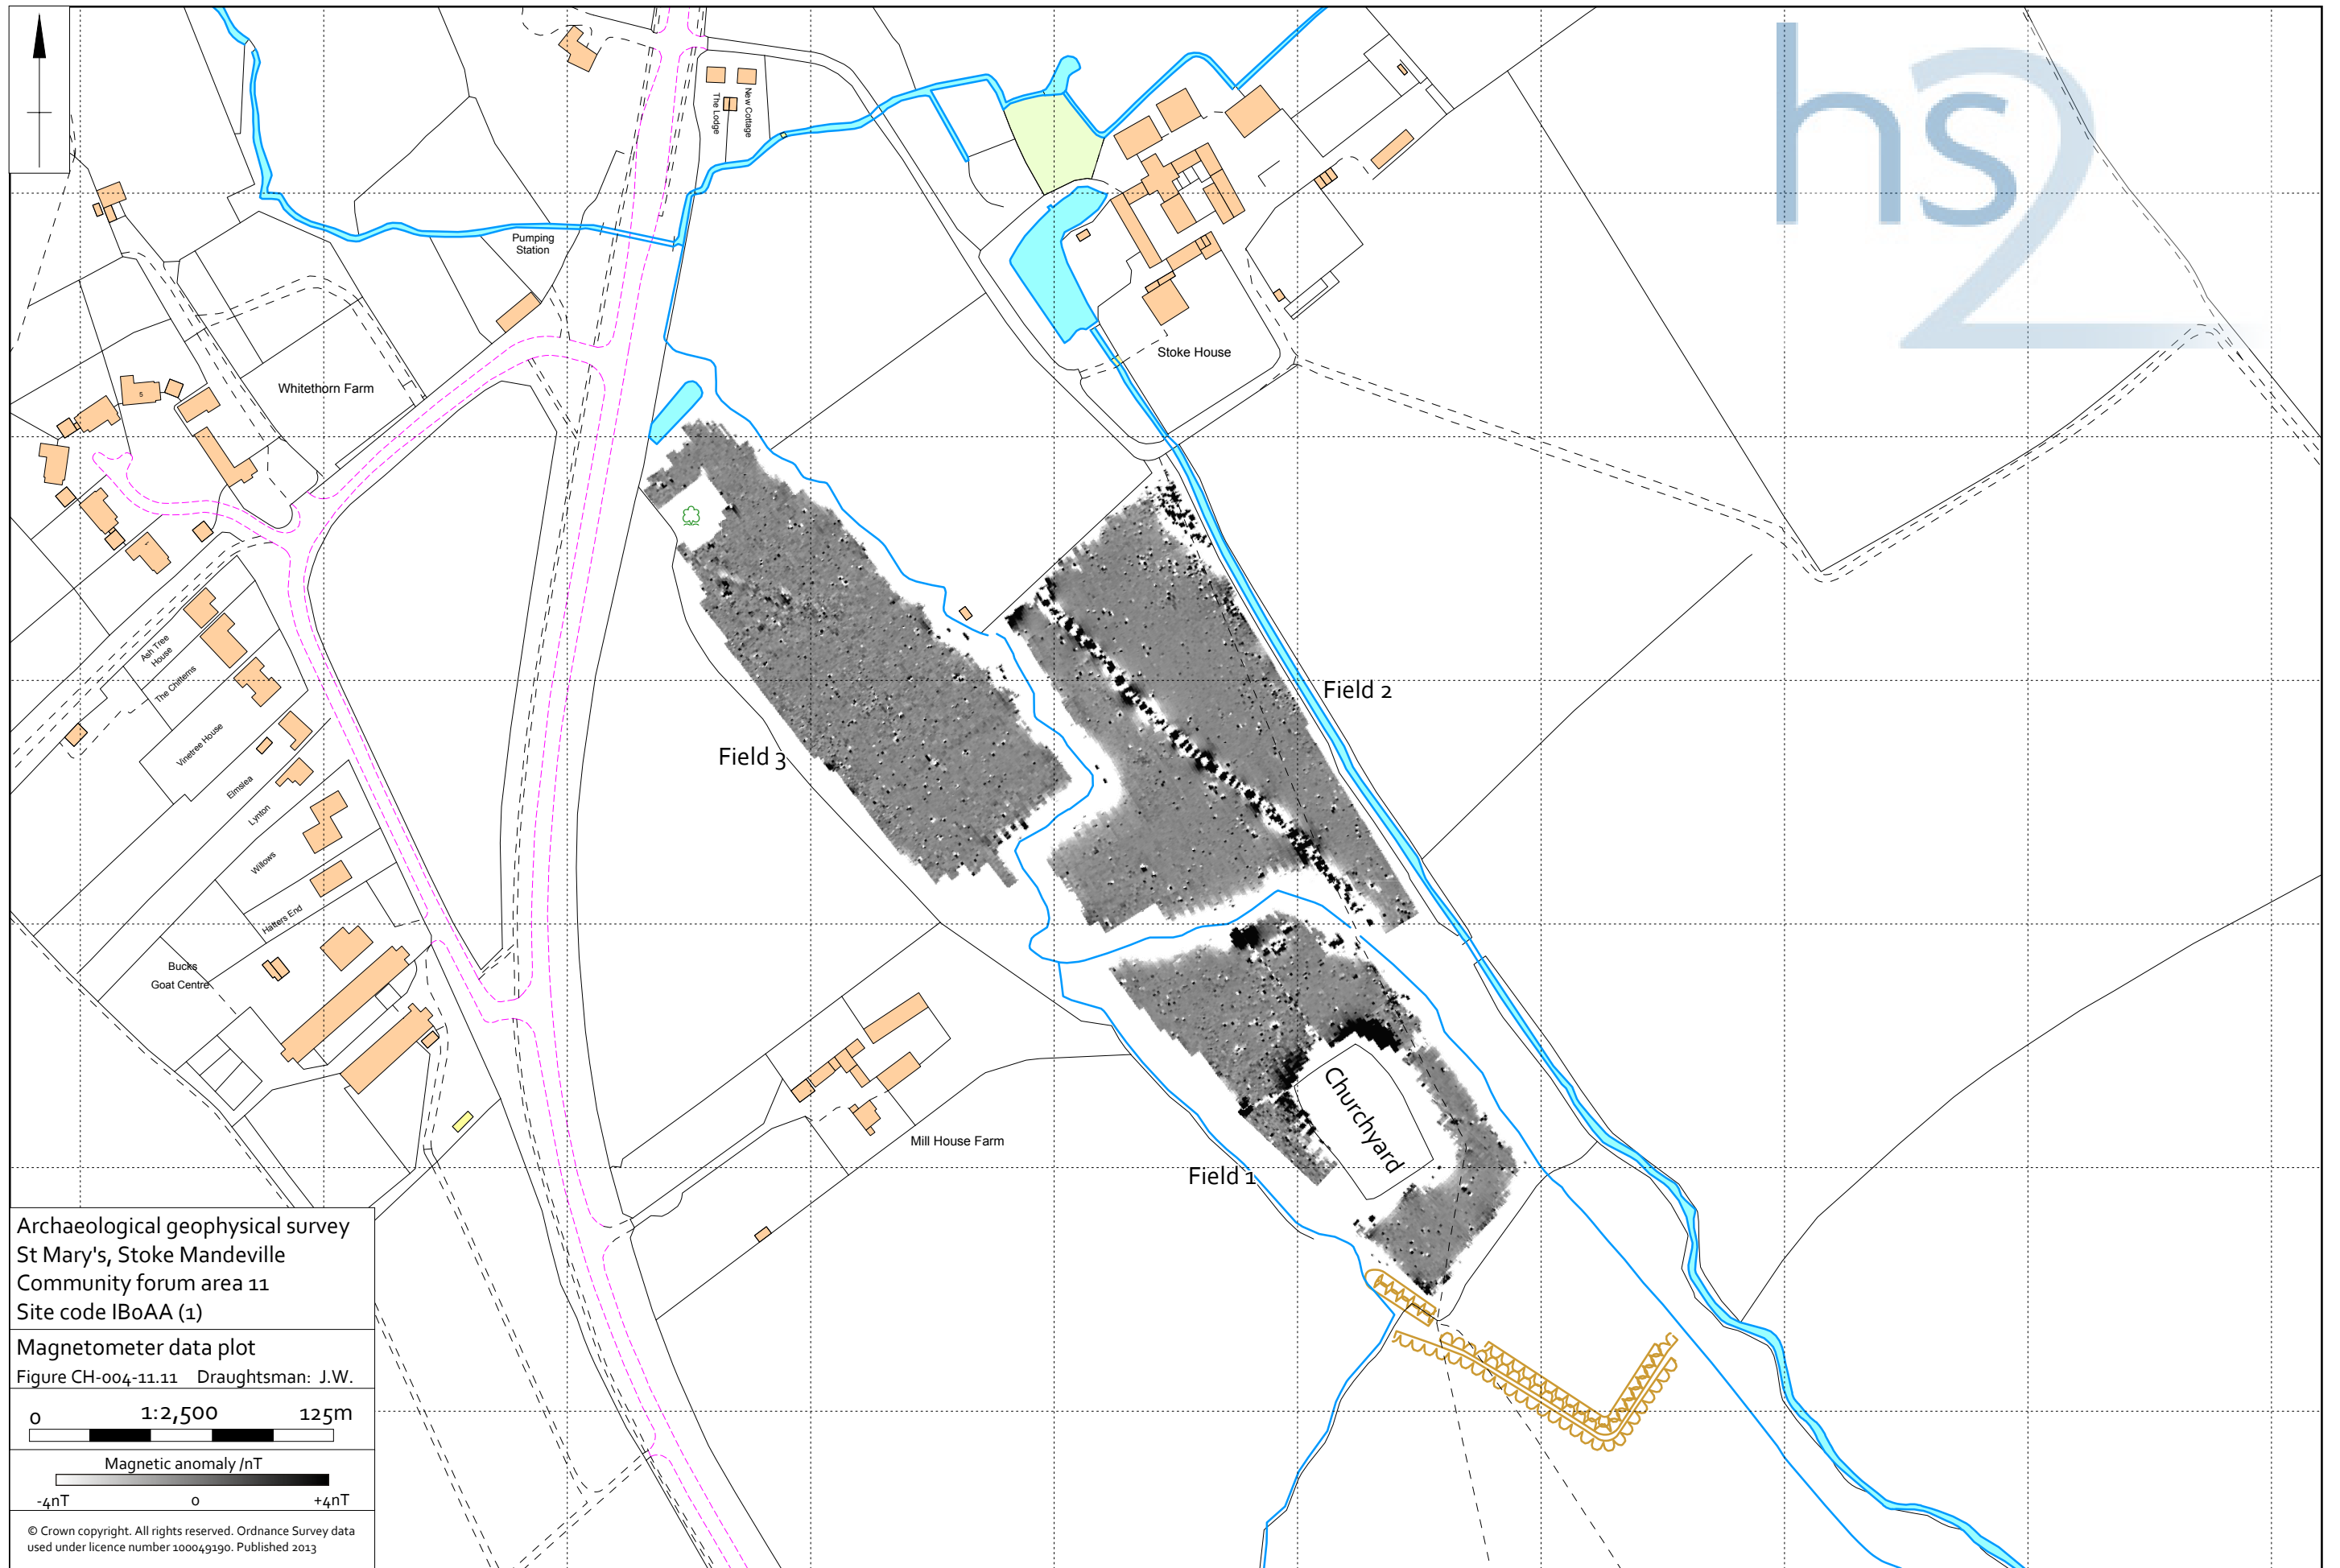 hs2
The Lodge
New Cottage
Pumping
Station
Stoke House
Whitethorn Farm
5
Ash Tree
House
The Chilterns
Vinetree House
Elmslea
Lynton
Willows
Hatters End
Bucks
Goat Centre
Field 2
Field 3
Churchyard
Field 1
Mill House Farm
Archaeological geophysical survey
St Mary's, Stoke Mandeville
Community forum area 11
Site code IB0AA (1)
Magnetometer data plot
Figure CH-004-11.11 Draughtsman: J.W.
0 1:2,500 125m
Magnetic anomaly /nT
-4nT 0 +4nT
© Crown copyright. All rights reserved. Ordnance Survey data
used under licence number 100049190. Published 2013